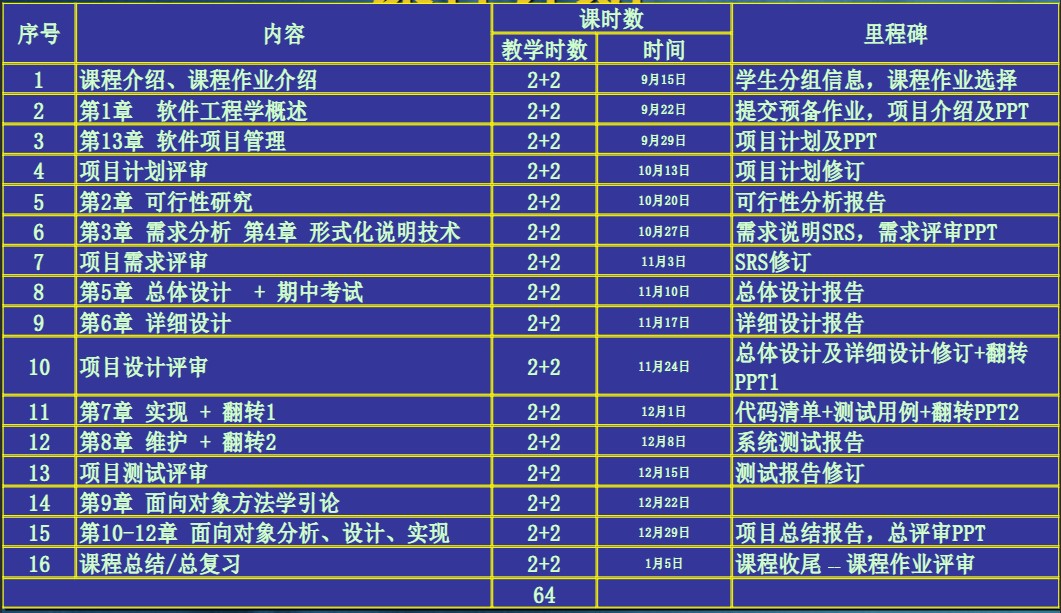 序号 内容 课时数 里程碑
教学时数 时间
1 课程介绍、课程作业介绍 2+2 9月15日 学生分组信息，课程作业选择
2 第1章 软件工程学概述 2+2 9月22日 提交预备作业，项目介绍及PPT
3 第13章 软件项目管理 2+2 9月29日 项目计划及PPT
4 项目计划评审 2+2 10月13日 项目计划修订
5 第2章 可行性研究 2+2 10月20日 可行性分析报告
6 第3章 需求分析 第4章 形式化说明技术 2+2 10月27日 需求说明SRS，需求评审PPT
7 项目需求评审 2+2 11月3日 SRS修订
8 第5章 总体设计 + 期中考试 2+2 11月10日 总体设计报告
9 第6章 详细设计 2+2 11月17日 详细设计报告
10 项目设计评审 2+2 11月24日 总体设计及详细设计修订+翻转
PPT1
11 第7章 实现 + 翻转1 2+2 12月1日 代码清单+测试用例+翻转PPT2
12 第8章 维护 + 翻转2 2+2 12月8日 系统测试报告
13 项目测试评审 2+2 12月15日 测试报告修订
14 第9章 面向对象方法学引论 2+2 12月22日
15 第10-12章 面向对象分析、设计、实现 2+2 12月29日 项目总结报告，总评审PPT
16 课程总结/总复习 2+2 1月5日 课程收尾 – 课程作业评审
64